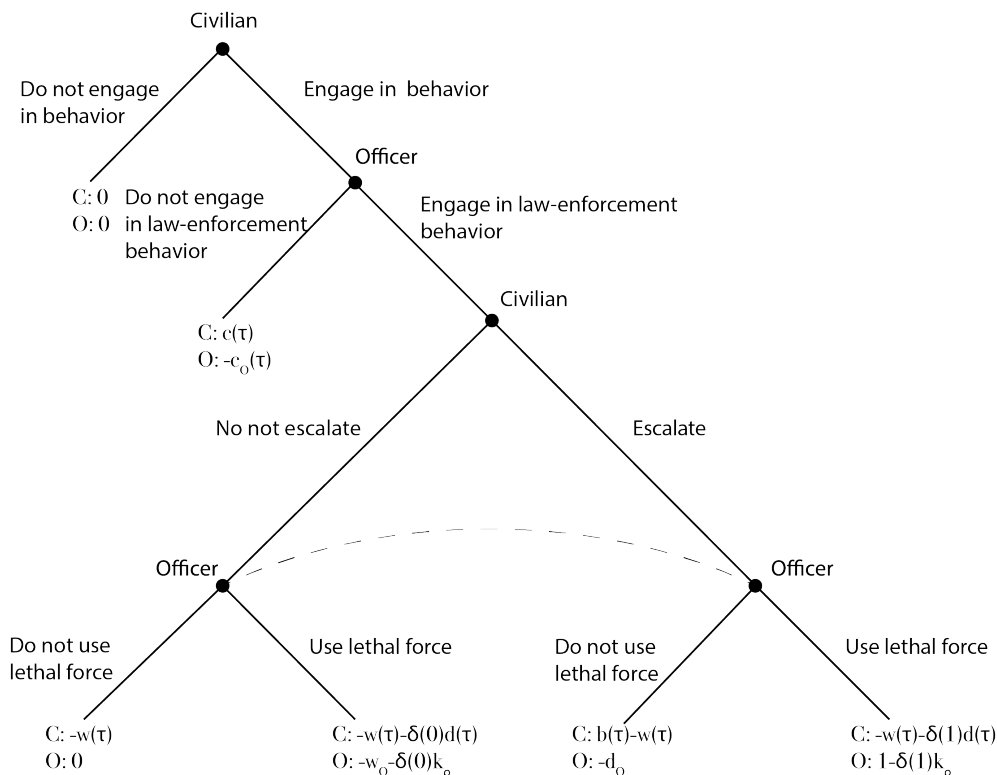 Civilian
Do not engage
in behavior
Engage in behavior
Officer
C: 0
O: 0
Do not engage
in law-enforcement
behavior
Engage in law-enforcement
behavior
C: c(τ)
O: -c_O(τ)
Civilian
No not escalate
Escalate
Officer
Officer
Do not use
lethal force
Use lethal force
Do not use
lethal force
Use lethal force
C: -w(τ)
O: 0
C: -w(τ)-δ(0)d(τ)
O: -w_O-δ(0)k_o
C: b(τ)-w(τ)
O: -d_O
C: -w(τ)-δ(1)d(τ)
O: 1-δ(1)k_o